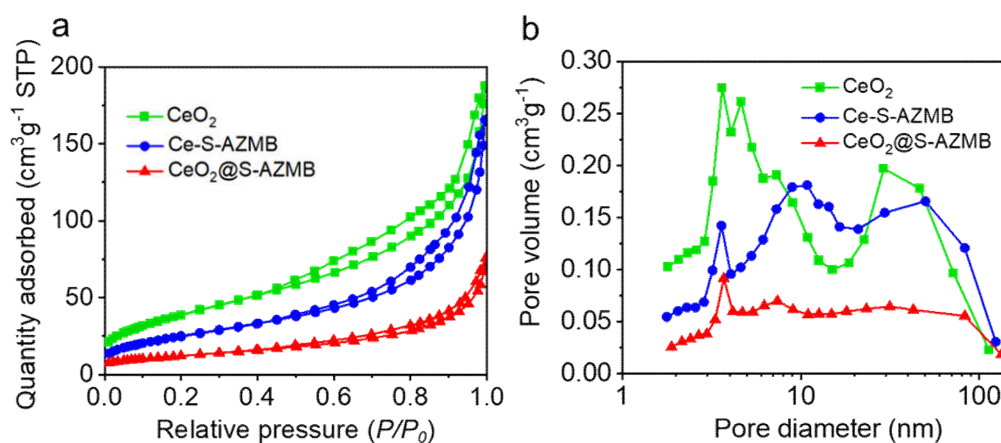 a
Quantity adsorbed (cm³g⁻¹ STP)
200
150
100
50
0
CeO₂
Ce-S-AZMB
CeO₂@S-AZMB
0.0 0.2 0.4 0.6 0.8 1.0
Relative pressure (P/P₀)
b
Pore volume (cm³g⁻¹)
0.30
0.25
0.20
0.15
0.10
0.05
0.00
CeO₂
Ce-S-AZMB
CeO₂@S-AZMB
1 10 100
Pore diameter (nm)